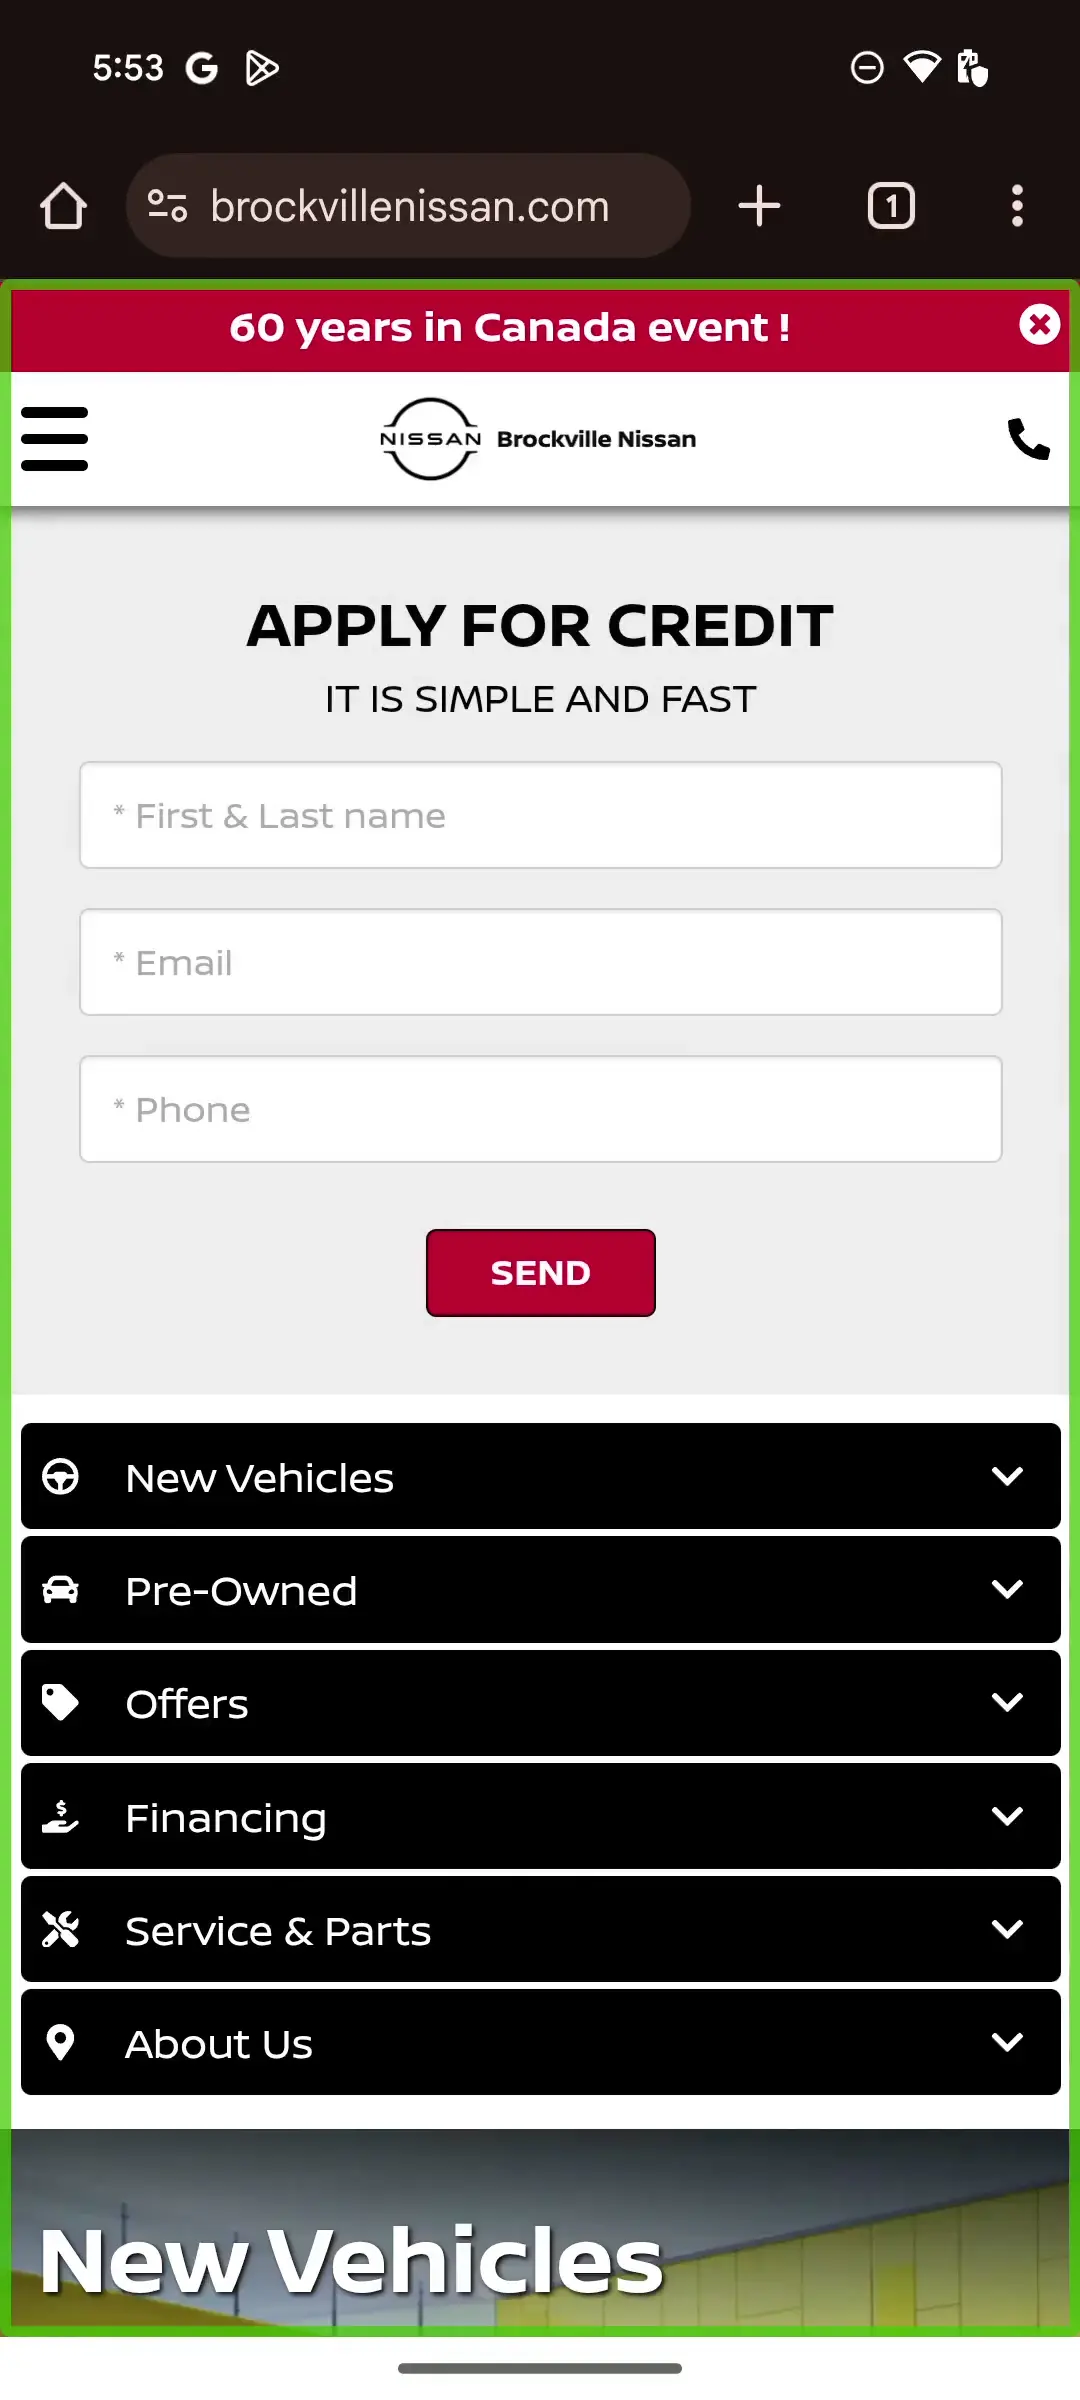 5:53
brockvillenissan.com
1
60 years in Canada event !
NISSAN Brockville Nissan
APPLY FOR CREDIT
IT IS SIMPLE AND FAST
* First & Last name
* Email
* Phone
SEND
New Vehicles
Pre-Owned
Offers
Financing
Service & Parts
About Us
New Vehicles